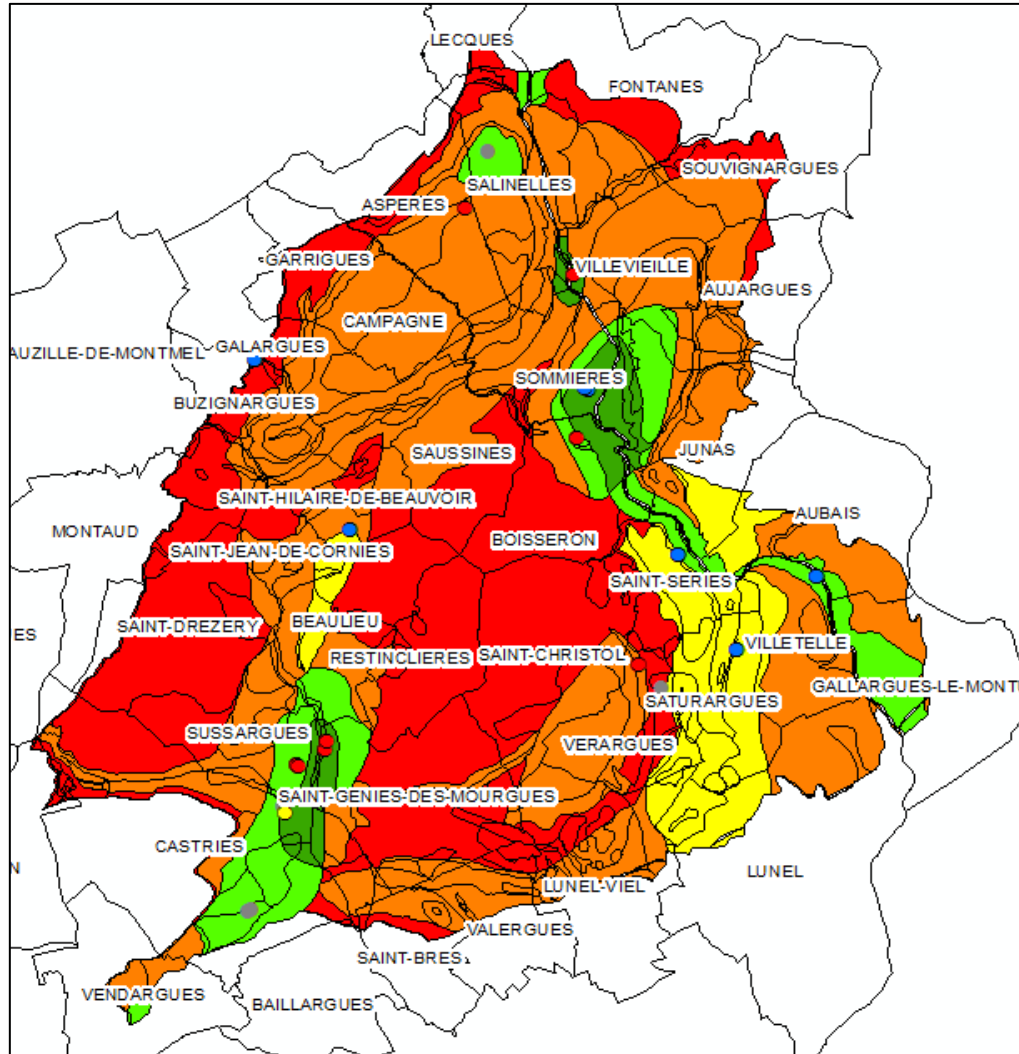 LECQUES
FONTANES
SOUVIGNARGUES
SALINELLES
ASPERES
GARRIGUES
VILLEVIEILLE
AUJARGUES
CAMPAGNE
AUZILLE-DE-MONTMEL
GALARGUES
SOMMIERES
BUZIGNARGUES
SAUSSINES
JUNAS
SAINT-HILAIRE-DE-BEAUVOIR
MONTAUD
AUBAIS
BOISSERON
SAINT-JEAN-DE-CORNIES
SAINT-SERIES
ES
SAINT-DREZERY
BEAULIEU
VILLETELLE
RESTINCLIERES
SAINT-CHRISTOL
GALLARGUES-LE-MONTU
SATURARGUES
SUSSARGUES
VERARGUES
SAINT-GENIES-DES-MOURGUES
CASTRIES
N
LUNEL
LUNEL-VIEL
VALERGUES
SAINT-BRES
VENDARGUES
BAILLARGUES